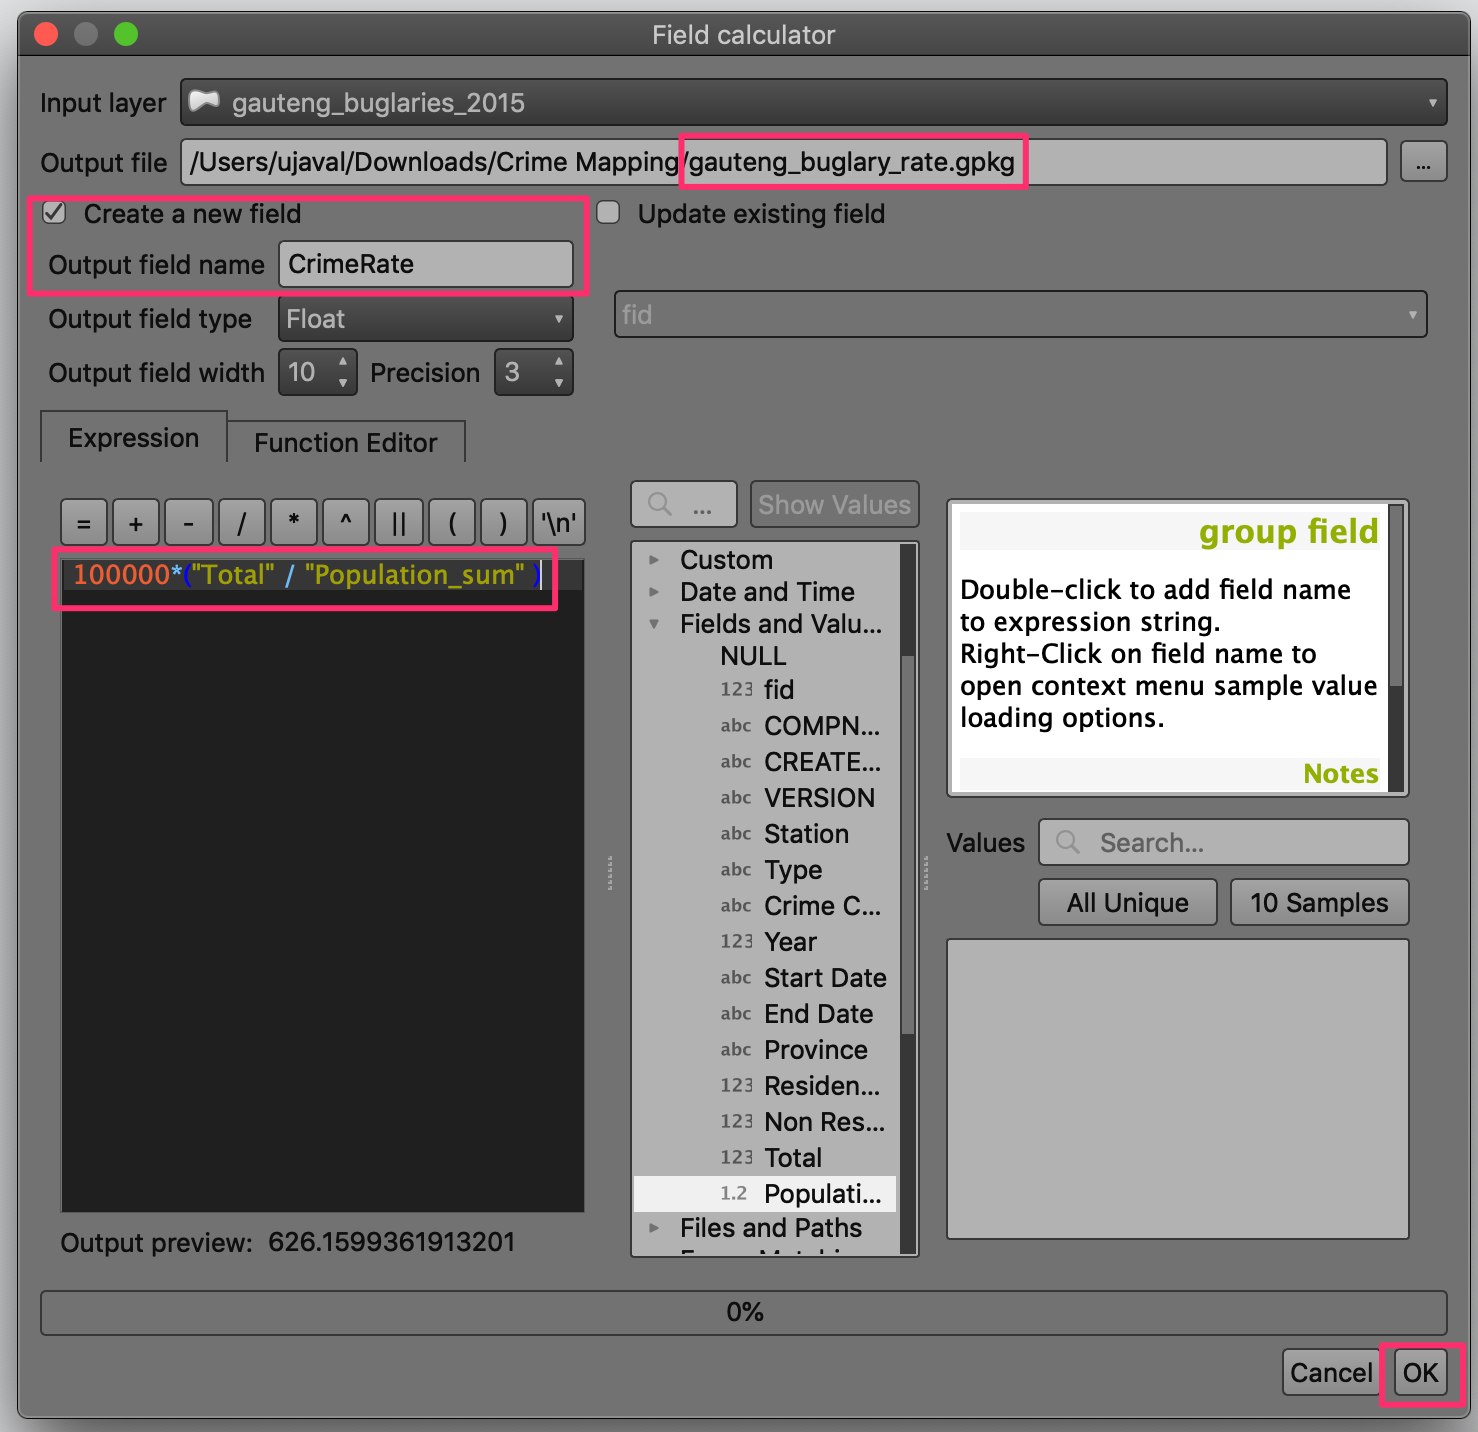 Field calculator
Input layer gauteng_buglaries_2015
Output file /Users/ujaval/Downloads/Crime Mapping/gauteng_buglary_rate.gpkg ...
Create a new field Update existing field
Output field name CrimeRate
Output field type Float fid
Output field width 10 Precision 3
Expression Function Editor
= + - / * ^ || ( ) '\n'
... Show Values
100000*("Total" / "Population_sum" )
Output preview: 626.1599361913201
Custom
Date and Time
Fields and Valu...
NULL
123 fid
abc COMPN...
abc CREATE...
abc VERSION
abc Station
abc Type
abc Crime C...
123 Year
abc Start Date
abc End Date
abc Province
123 Residen...
123 Non Res...
123 Total
1.2 Populati...
Files and Paths
group field
Double-click to add field name
to expression string.
Right-Click on field name to
open context menu sample value
loading options.
Notes
Values Search...
All Unique 10 Samples
0%
Cancel OK